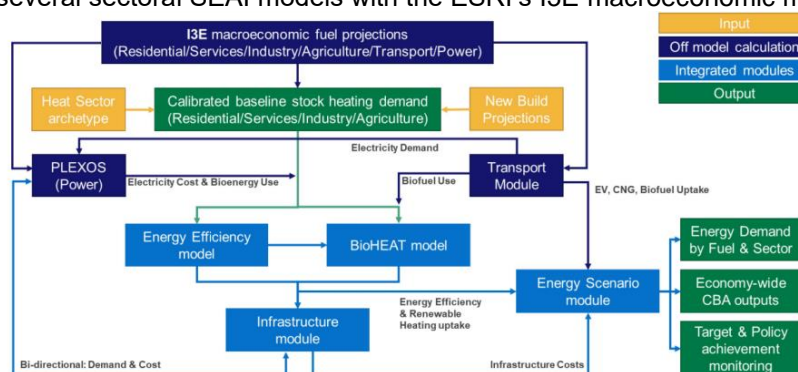 several sectoral SEAI models with the ESRI's I3E macroeconomic m
Input
I3E macroeconomic fuel projections
(Residential/Services/Industry/Agriculture/Transport/Power)
Off model calculation
Integrated modules
Output
Heat Sector
archetype
Calibrated baseline stock heating demand
(Residential/Services/Industry/Agriculture)
New Build
Projections
Electricity Demand
PLEXOS
(Power)
Electricity Cost & Bioenergy Use
Biofuel Use
Transport
Module
EV, CNG, Biofuel Uptake
Energy Efficiency
model
BioHEAT model
Energy Demand
by Fuel & Sector
Energy Scenario
module
Economy-wide
CBA outputs
Energy Efficiency
& Renewable
Heating uptake
Infrastructure
module
Target & Policy
achievement
monitoring
Bi-directional: Demand & Cost
Infrastructure Costs